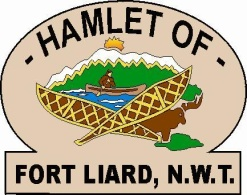 - HAMLET OF -
FORT LIARD, N.W.T.